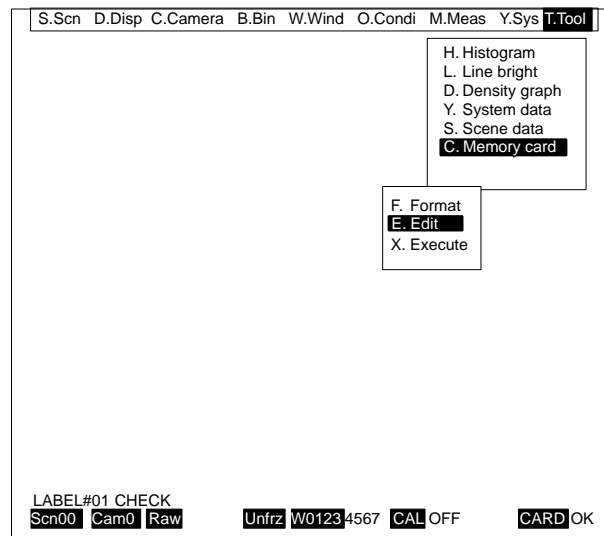 S.Scn D.Disp C.Camera B.Bin W.Wind O.Condi M.Meas Y.Sys T.Tool
H. Histogram
L. Line bright
D. Density graph
Y. System data
S. Scene data
C. Memory card
F. Format
E. Edit
X. Execute
LABEL#01 CHECK
Scn00 Cam0 Raw Unfrz W01234567 CAL OFF CARD OK